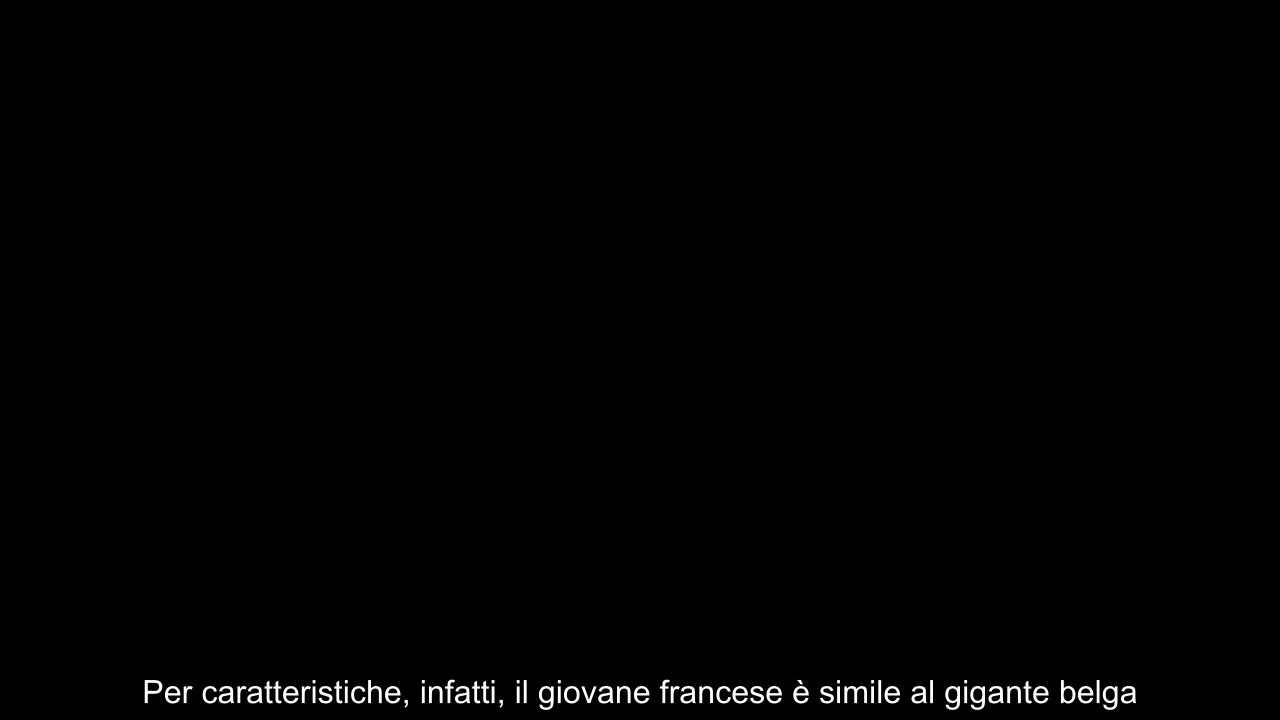 Per caratteristiche, infatti, il giovane francese è simile al gigante belga